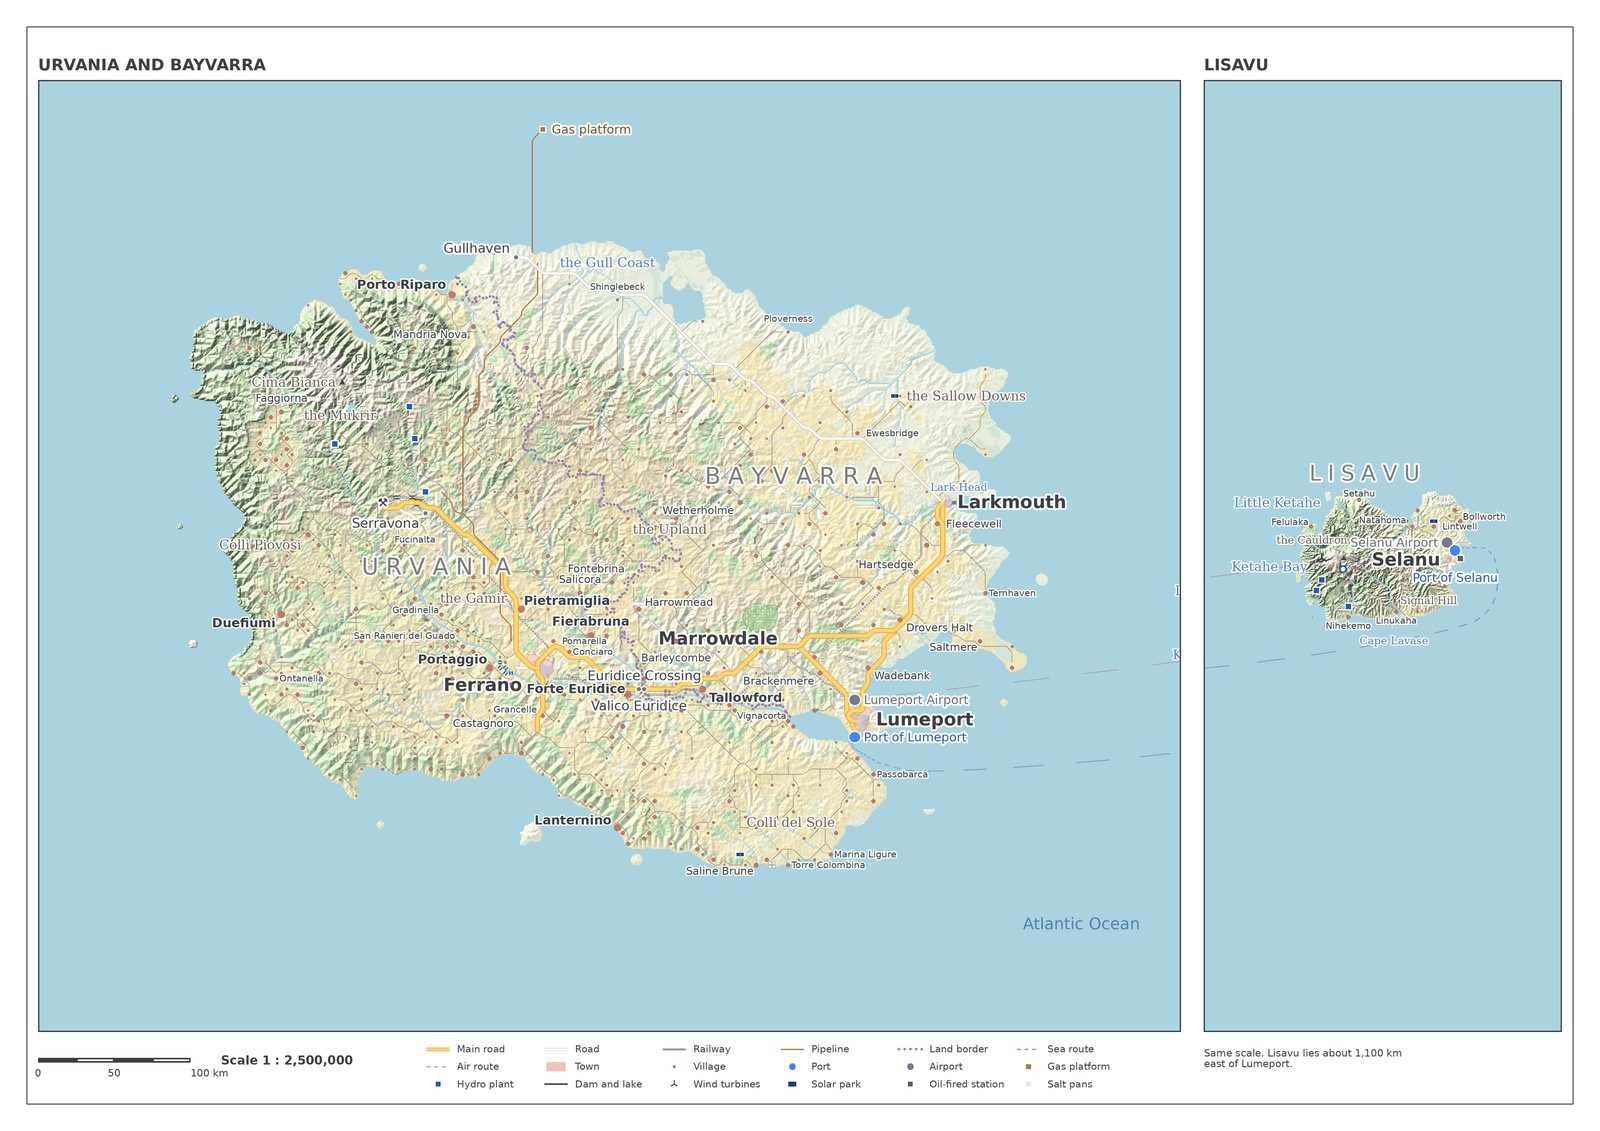 URVANIA AND BAYVARRA
LISAVU
Gas platform
Gullhaven
the Gull Coast
Porto Riparo
Shinglebeck
Mandria Nova
Ploverness
Cima Bianca
Faggiorna
the Mukrir
the Sallow Downs
Ewesbridge
BAYVARRA
LISAVU
Lark Head
Larkmouth
Setahu
Little Ketahe
Serravona
Wetherholme
Fleecewell
Felulaka
Natahoma
Bollworth
Lintwell
Fucinalta
the Upland
Colli Piovosi
the Cauldron
Selanu Airport
Selanu
URVANIA
Fontebrina
Hartsedge
Ketahe Bay
Salicora
Port of Selanu
the Gamir
Pietramiglia
Harrowmead
Ternhaven
Signal Hill
Gradinella
Fierabruna
Linukaha
Duefiumi
San Ranieri del Guado
Pomarella
Marrowdale
Drovers Halt
Nihekemo
Conciaro
Saltmere
Cape Lavase
Portaggio
Barleycombe
K
Ontanella
Ferrano
Forte Euridice
Euridice Crossing
Brackenmere
Wadebank
Grancelle
Valico Euridice
Tallowford
Lumeport Airport
Castagnoro
Vignacorta
Lumeport
Port of Lumeport
Passobarca
Lanternino
Colli del Sole
Marina Ligure
Saline Brune
Torre Colombina
Atlantic Ocean
Scale 1 : 2,500,000
0 50 100 km
Main road
Road
Railway
Pipeline
Land border
Sea route
Air route
Town
Village
Port
Airport
Gas platform
Hydro plant
Dam and lake
Wind turbines
Solar park
Oil-fired station
Salt pans
Same scale. Lisavu lies about 1,100 km
east of Lumeport.